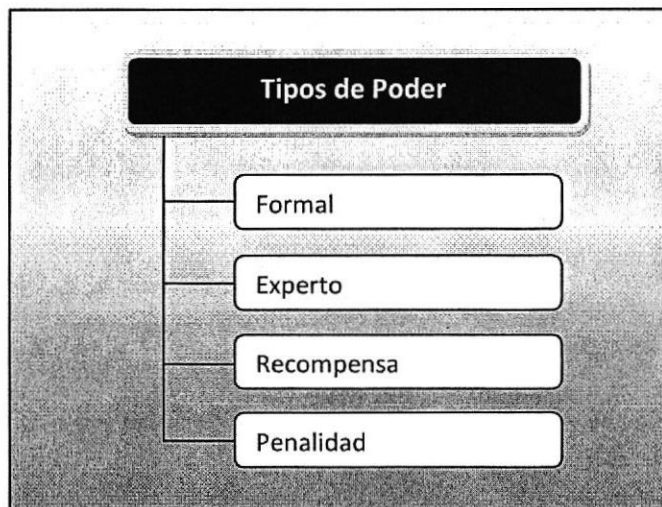 Tipos de Poder
Formal
Experto
Recompensa
Penalidad